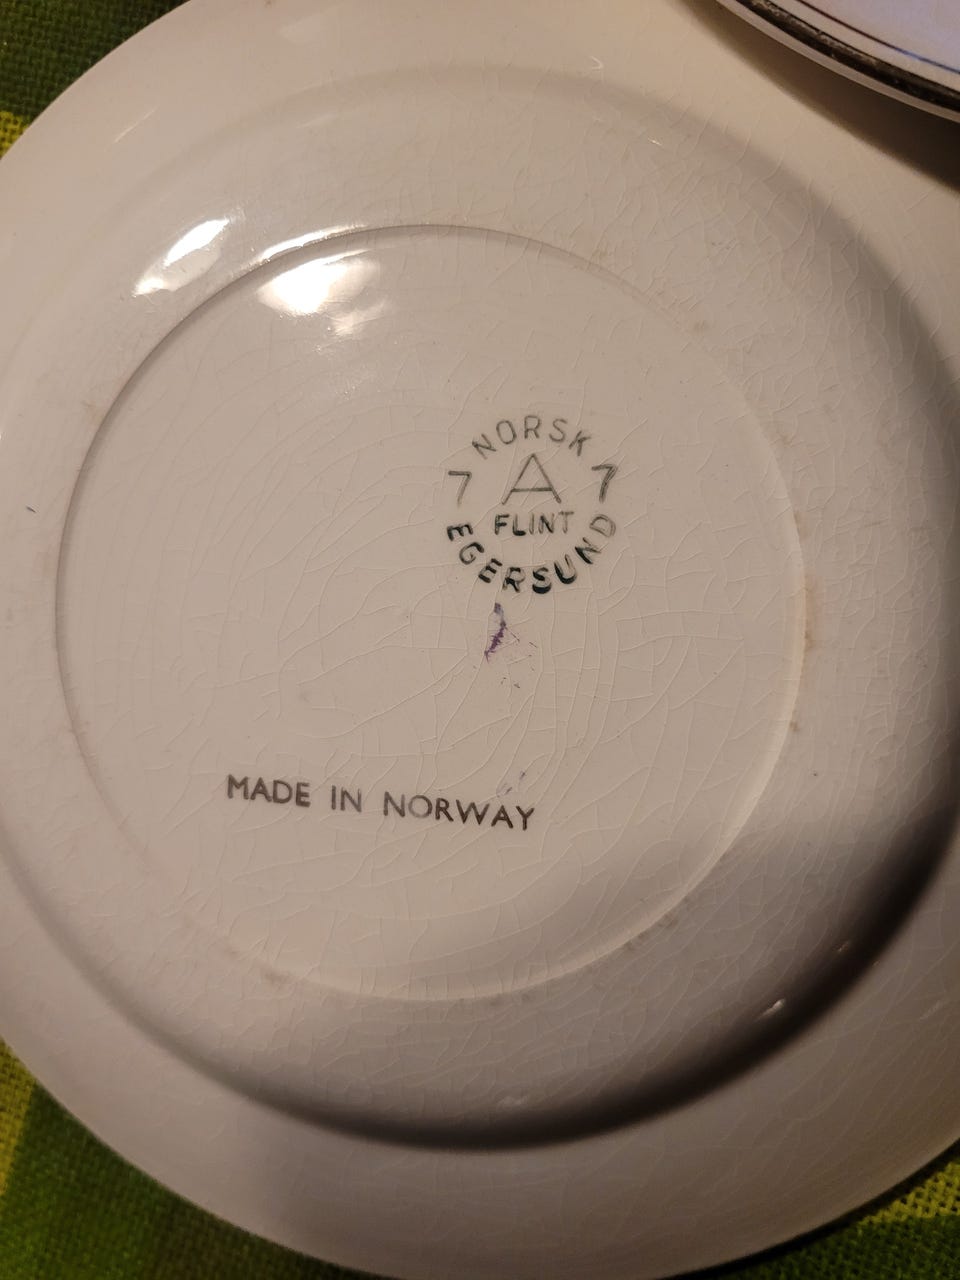 NORSK
7 A 7
FLINT
EGERSUND
MADE IN NORWAY